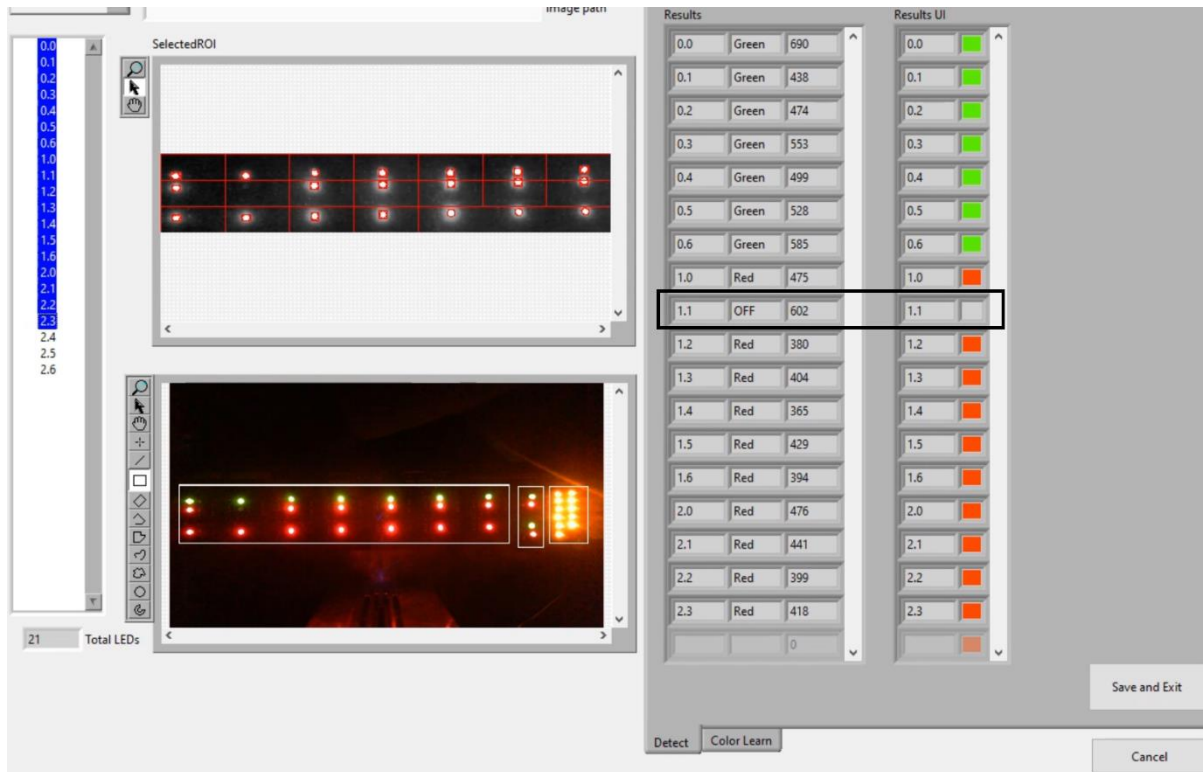 Image path
0.0
0.1
0.2
0.3
0.4
0.5
0.6
1.0
1.1
1.2
1.3
1.4
1.5
1.6
2.0
2.1
2.2
2.3
2.4
2.5
2.6
21 Total LEDs
SelectedROI
Results
0.0 Green 690
0.1 Green 438
0.2 Green 474
0.3 Green 553
0.4 Green 499
0.5 Green 528
0.6 Green 585
1.0 Red 475
1.1 OFF 602
1.2 Red 380
1.3 Red 404
1.4 Red 365
1.5 Red 429
1.6 Red 394
2.0 Red 476
2.1 Red 441
2.2 Red 399
2.3 Red 418
0
Results UI
0.0
0.1
0.2
0.3
0.4
0.5
0.6
1.0
1.1
1.2
1.3
1.4
1.5
1.6
2.0
2.1
2.2
2.3
Detect Color Learn
Save and Exit
Cancel